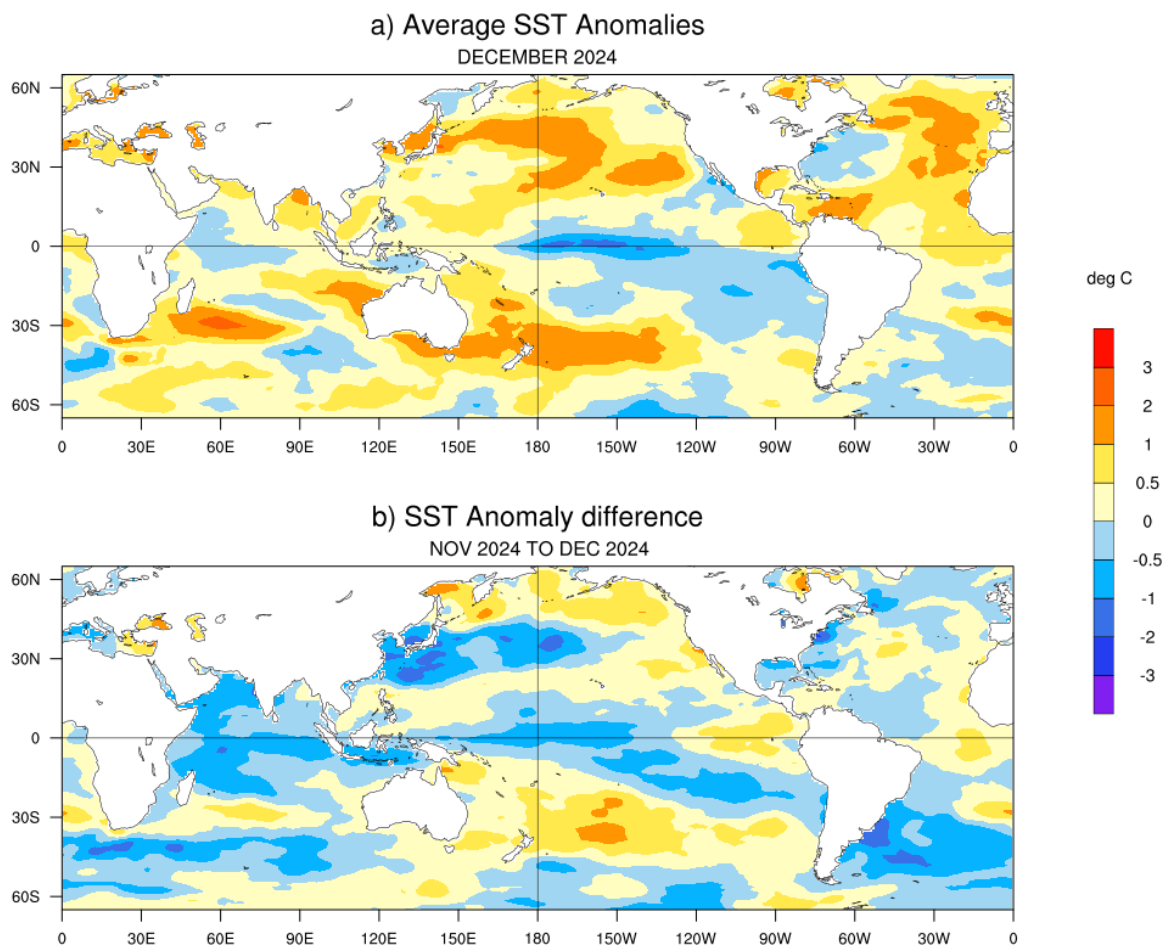 a) Average SST Anomalies
DECEMBER 2024
60N
30N
0
30S
60S
0 30E 60E 90E 120E 150E 180 150W 120W 90W 60W 30W 0
deg C
3
2
1
0.5
0
-0.5
-1
-2
-3
b) SST Anomaly difference
NOV 2024 TO DEC 2024
60N
30N
0
30S
60S
0 30E 60E 90E 120E 150E 180 150W 120W 90W 60W 30W 0